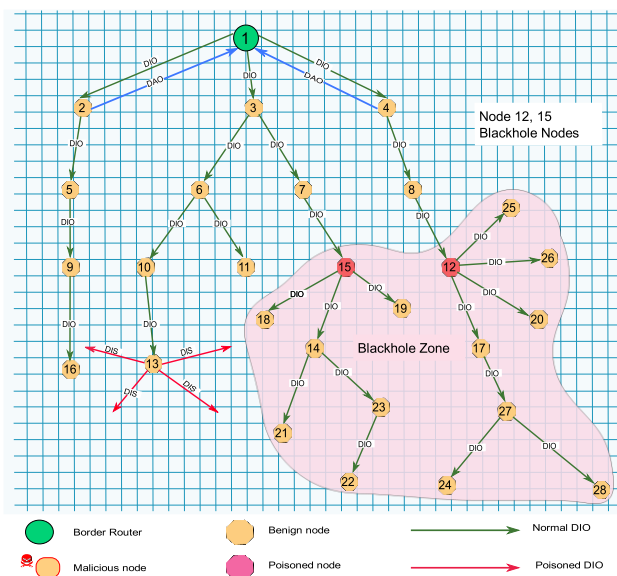 1
DIO
DIO
DAO
DIO
DAO
2
3
4
Node 12, 15
Blackhole Nodes
DIO
DIO
DIO
DIO
5
6
7
8
25
DIO
DIO
DIO
DIO
DIO
DIO
9
10
11
15
12
DIO
26
DIO
DIO
DIO
DIO
DIO
DIO
DIO
DIO
18
19
20
14
Blackhole Zone
17
DIS
DIS
16
13
DIS
DIS
DIO
DIO
DIO
23
27
21
DIO
DIO
DIO
22
24
28
Border Router
Benign node
Normal DIO
Malicious node
Poisoned node
Poisoned DIO